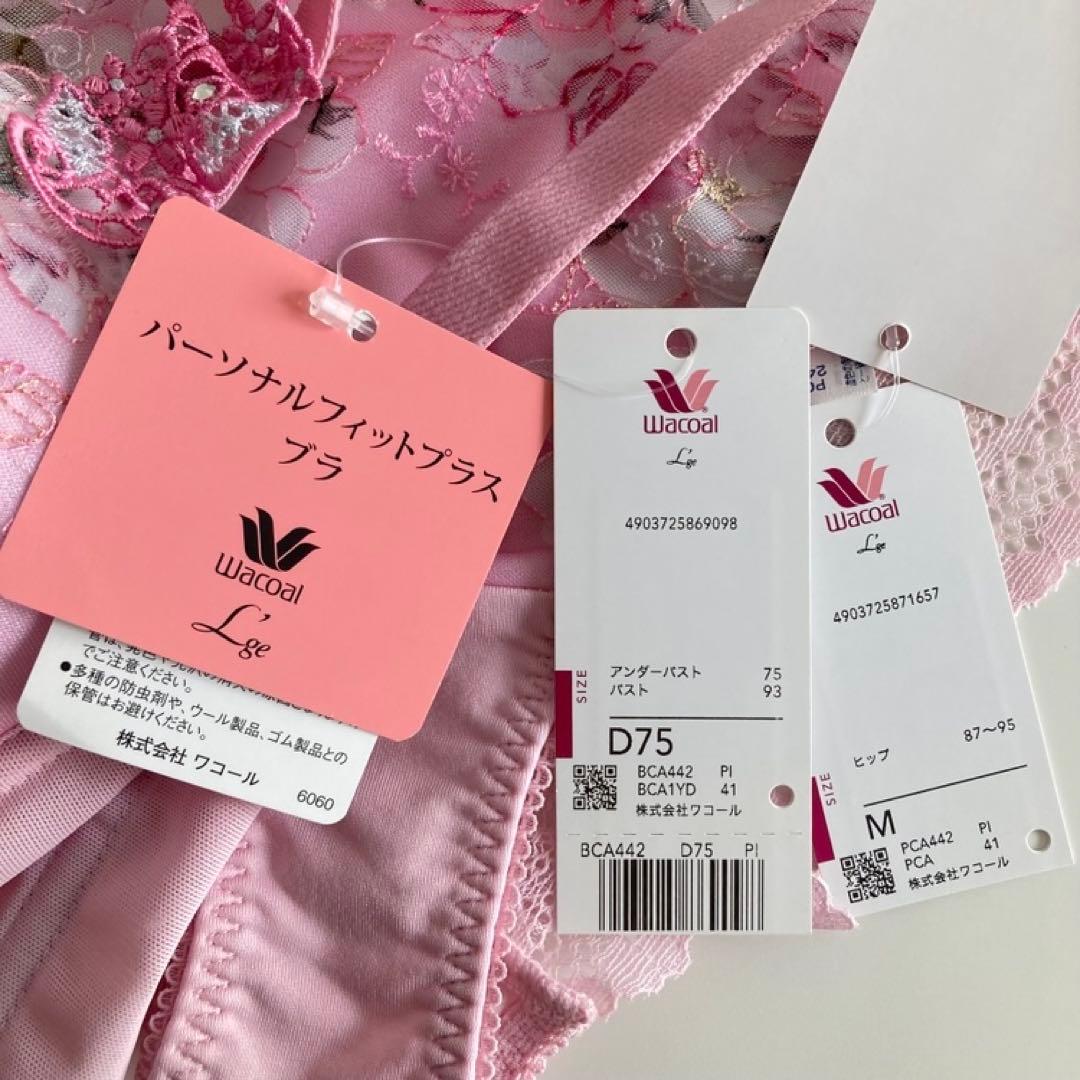 パーソナルフィットプラス
ブラ
Wacoal
L'ge
でご注意ください。
●多種の防虫剤や、ウール製品、ゴム製品との
保管はお避けください。
株式会社 ワコール
6060
Wacoal
L'ge
4903725869098
SIZE
アンダーバスト 75
バスト 93
D75
BCA442 PI
BCA1YD 41
株式会社ワコール
BCA442 D75 PI
Wacoal
L'ge
4903725871657
SIZE
ヒップ 87〜95
M
PCA442 PI
PCA 41
株式会社ワコール